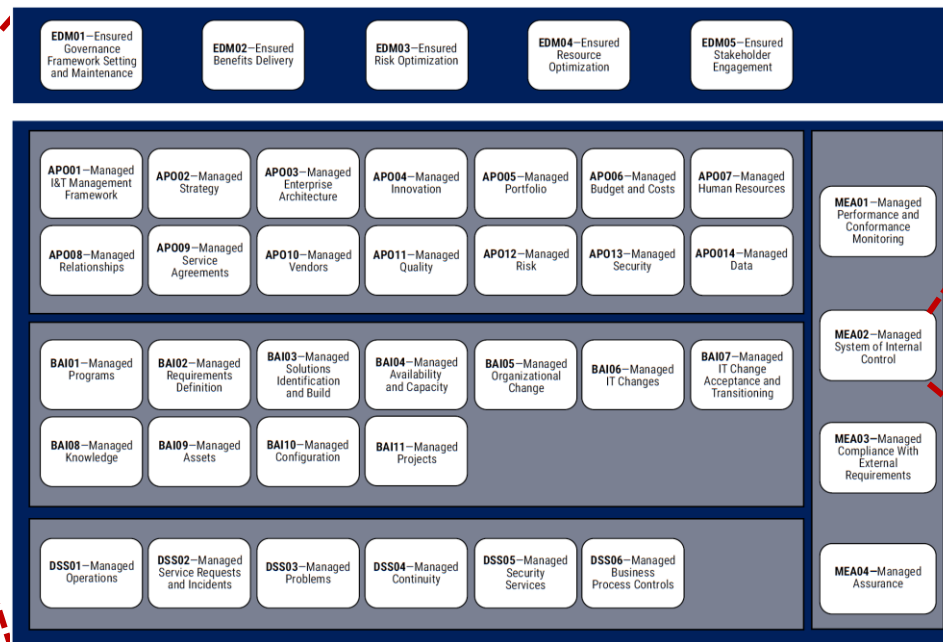 EDM01—Ensured
Governance
Framework Setting
and Maintenance
EDM02—Ensured
Benefits Delivery
EDM03—Ensured
Risk Optimization
EDM04—Ensured
Resource
Optimization
EDM05—Ensured
Stakeholder
Engagement
APO01—Managed
I&T Management
Framework
APO02—Managed
Strategy
APO03—Managed
Enterprise
Architecture
APO04—Managed
Innovation
APO05—Managed
Portfolio
APO06—Managed
Budget and Costs
APO07—Managed
Human Resources
APO08—Managed
Relationships
APO09—Managed
Service
Agreements
APO10—Managed
Vendors
APO11—Managed
Quality
APO12—Managed
Risk
APO13—Managed
Security
APO014—Managed
Data
BAI01—Managed
Programs
BAI02—Managed
Requirements
Definition
BAI03—Managed
Solutions
Identification
and Build
BAI04—Managed
Availability
and Capacity
BAI05—Managed
Organizational
Change
BAI06—Managed
IT Changes
BAI07—Managed
IT Change
Acceptance and
Transitioning
BAI08—Managed
Knowledge
BAI09—Managed
Assets
BAI10—Managed
Configuration
BAI11—Managed
Projects
DSS01—Managed
Operations
DSS02—Managed
Service Requests
and Incidents
DSS03—Managed
Problems
DSS04—Managed
Continuity
DSS05—Managed
Security
Services
DSS06—Managed
Business
Process Controls
MEA01—Managed
Performance and
Conformance
Monitoring
MEA02—Managed
System of Internal
Control
MEA03—Managed
Compliance With
External
Requirements
MEA04—Managed
Assurance